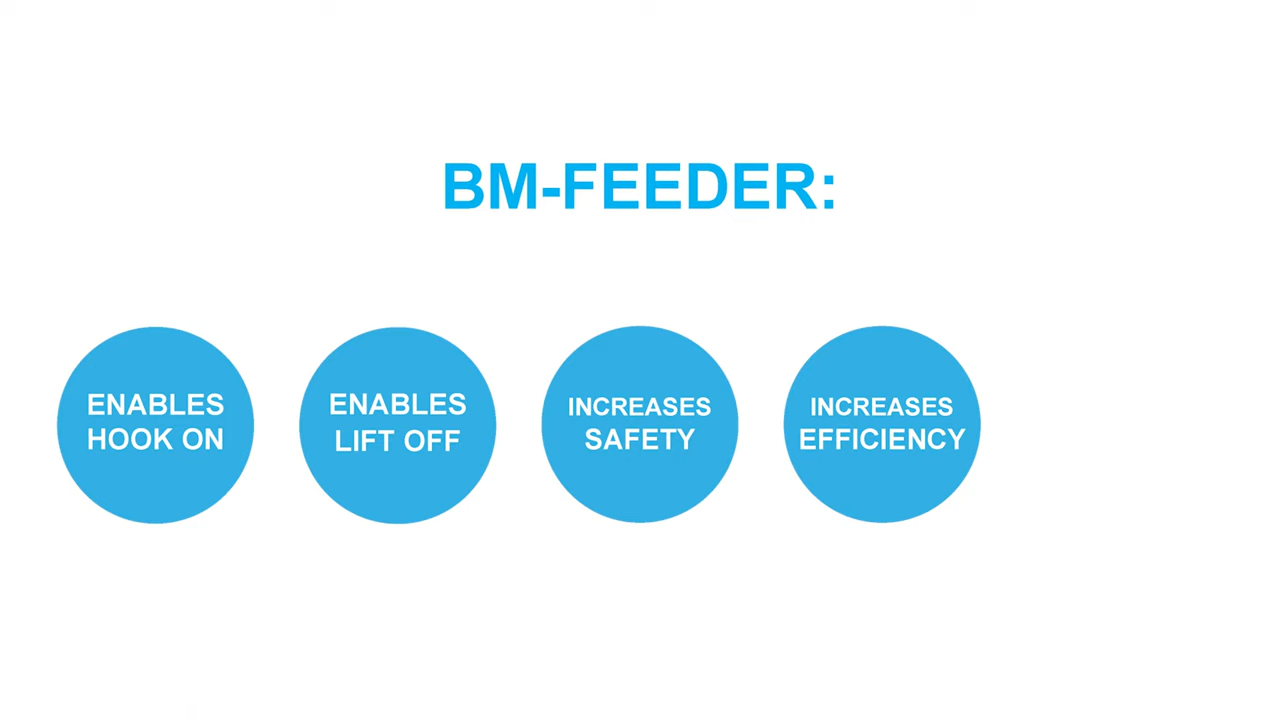 BM-FEEDER:
ENABLES
HOOK ON
ENABLES
LIFT OFF
INCREASES
SAFETY
INCREASES
EFFICIENCY